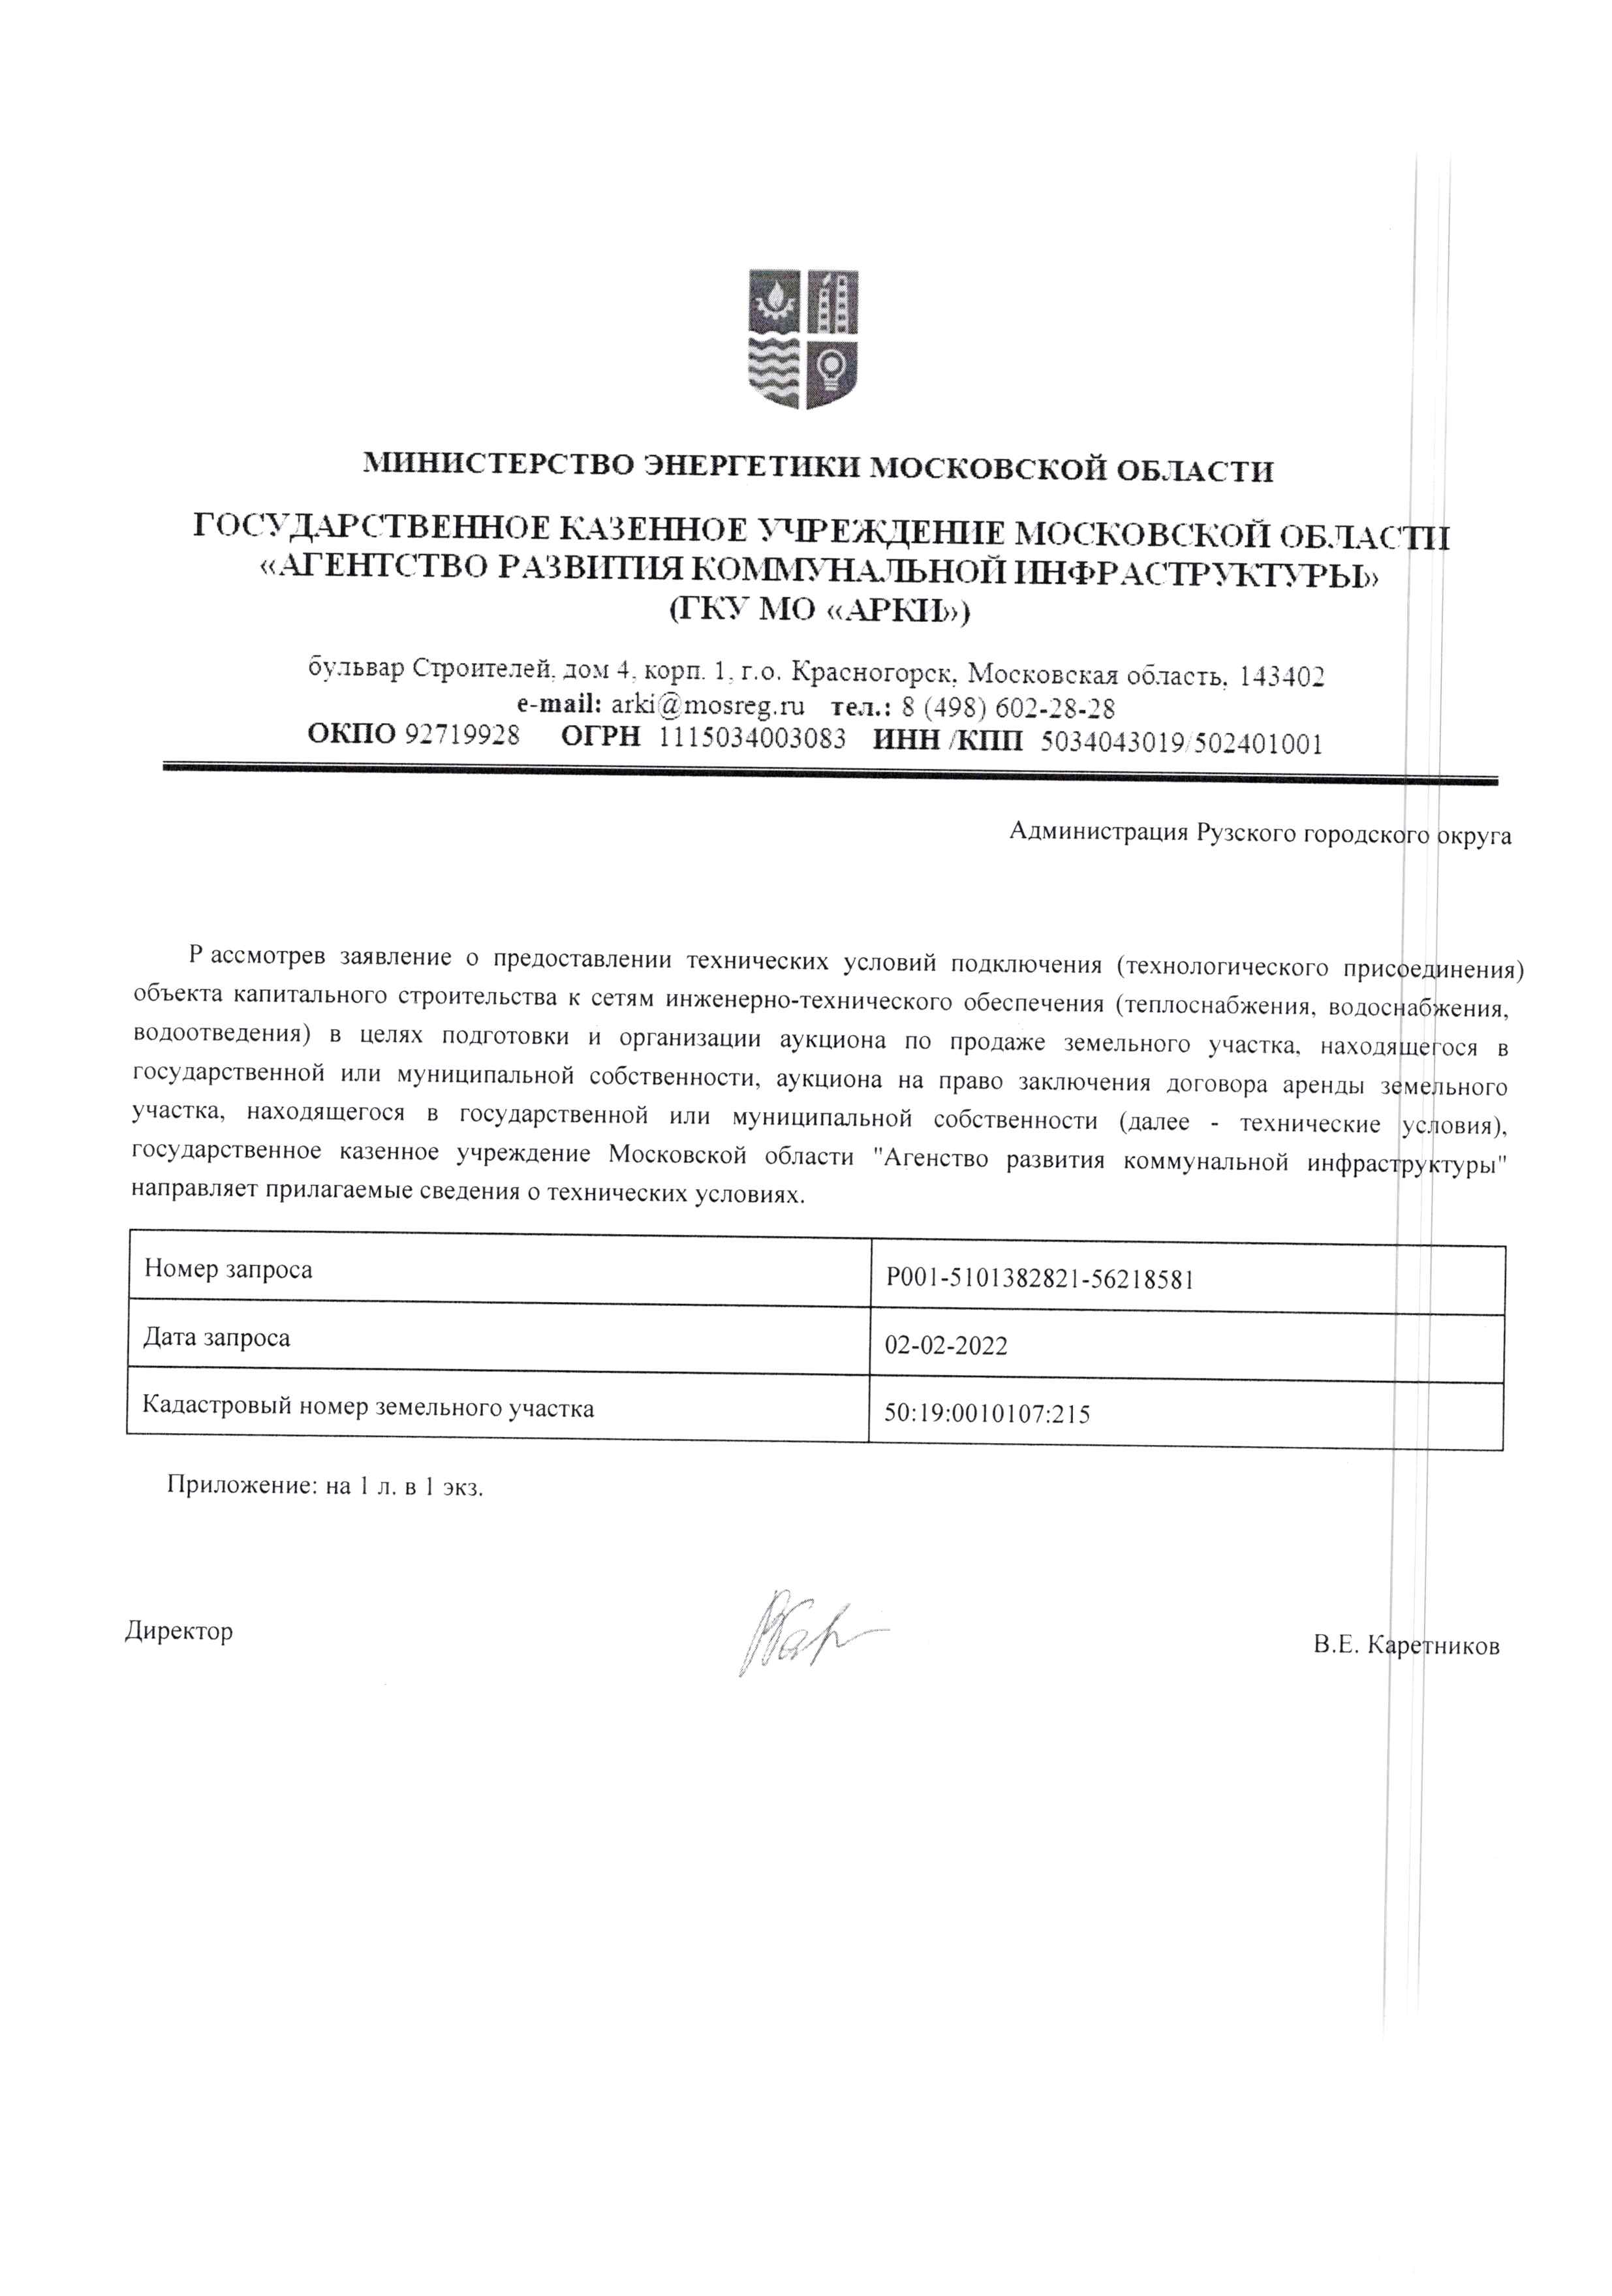 МИНИСТЕРСТВО ЭНЕРГЕТИКИ МОСКОВСКОЙ ОБЛАСТИ
ГОСУДАРСТВЕННОЕ КАЗЕННОЕ УЧРЕЖДЕНИЕ МОСКОВСКОЙ ОБЛАСТИ
«АГЕНТСТВО РАЗВИТИЯ КОММУНАЛЬНОЙ ИНФРАСТРУКТУРЫ»
(ГКУ МО «АРКИ»)
бульвар Строителей, дом 4, корп. 1, г.о. Красногорск, Московская область, 143402
e-mail: arki@mosreg.ru тел.: 8 (498) 602-28-28
ОКПО 92719928 ОГРН 1115034003083 ИНН /КПП 5034043019/502401001
Администрация Рузского городского округа
Р ассмотрев заявление о предоставлении технических условий подключения (технологического присоединения)
объекта капитального строительства к сетям инженерно-технического обеспечения (теплоснабжения, водоснабжения,
водоотведения) в целях подготовки и организации аукциона по продаже земельного участка, находящегося в
государственной или муниципальной собственности, аукциона на право заключения договора аренды земельного
участка, находящегося в государственной или муниципальной собственности (далее - технические условия),
государственное казенное учреждение Московской области "Агенство развития коммунальной инфраструктуры"
направляет прилагаемые сведения о технических условиях.
Номер запроса P001-5101382821-56218581
Дата запроса 02-02-2022
Кадастровый номер земельного участка 50:19:0010107:215
Приложение: на 1 л. в 1 экз.
Директор В.Е. Каретников